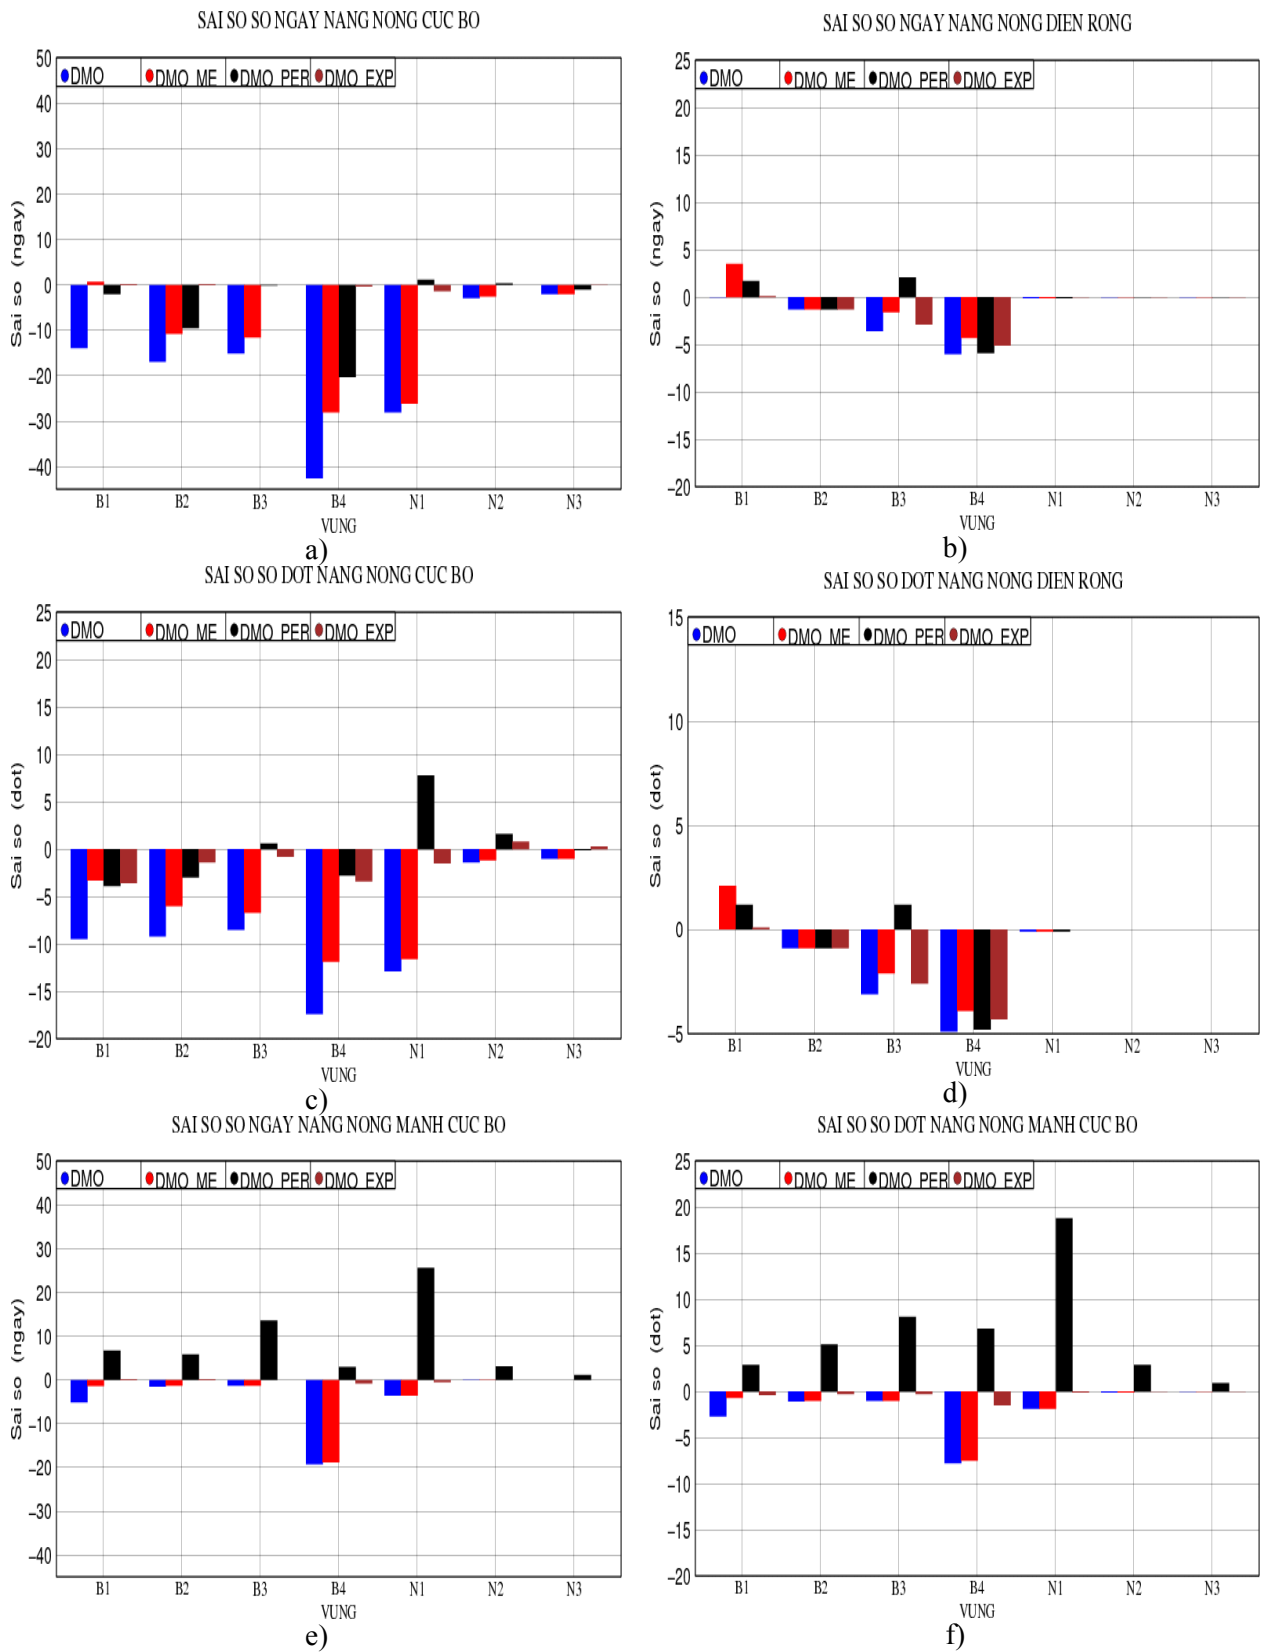 SAI SO SO NGAY NANG NONG CUC BO
50
40
30
20
10
0
−10
−20
−30
−40
Sai so (ngay)
DMO DMO_ME DMO_PER DMO_EXP
B1 B2 B3 B4 N1 N2 N3
VUNG
a)
SAI SO SO NGAY NANG NONG DIEN RONG
25
20
15
10
5
0
−5
−10
−15
−20
Sai so (ngay)
DMO DMO_ME DMO_PER DMO_EXP
B1 B2 B3 B4 N1 N2 N3
VUNG
b)
SAI SO SO DOT NANG NONG CUC BO
25
20
15
10
5
0
−5
−10
−15
−20
Sai so (dot)
DMO DMO_ME DMO_PER DMO_EXP
B1 B2 B3 B4 N1 N2 N3
VUNG
c)
SAI SO SO DOT NANG NONG DIEN RONG
15
10
5
0
−5
Sai so (dot)
DMO DMO_ME DMO_PER DMO_EXP
B1 B2 B3 B4 N1 N2 N3
VUNG
d)
SAI SO SO NGAY NANG NONG MANH CUC BO
50
40
30
20
10
0
−10
−20
−30
−40
Sai so (ngay)
DMO DMO_ME DMO_PER DMO_EXP
B1 B2 B3 B4 N1 N2 N3
VUNG
e)
SAI SO SO DOT NANG NONG MANH CUC BO
25
20
15
10
5
0
−5
−10
−15
−20
Sai so (dot)
DMO DMO_ME DMO_PER DMO_EXP
B1 B2 B3 B4 N1 N2 N3
VUNG
f)